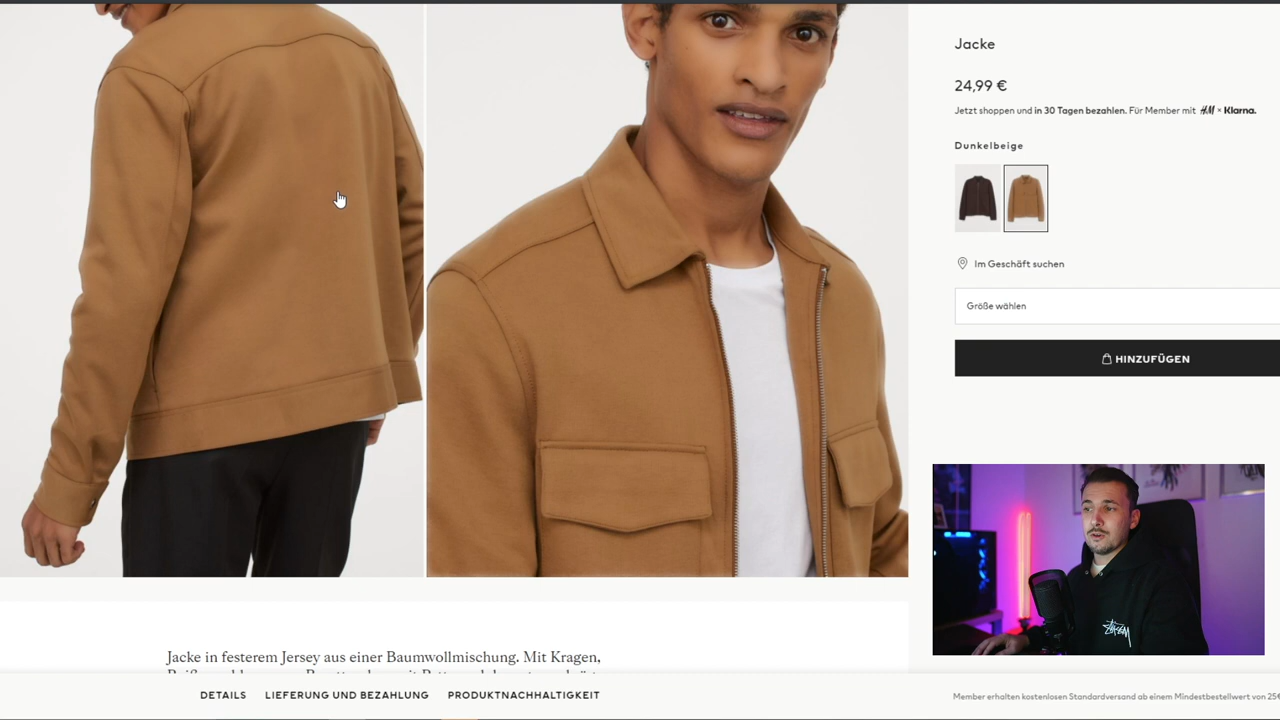 Jacke
24,99 €
Jetzt shoppen und in 30 Tagen bezahlen. Für Member mit H&M × Klarna.
Dunkelbeige
Im Geschäft suchen
Größe wählen
HINZUFÜGEN
Jacke in festerem Jersey aus einer Baumwollmischung. Mit Kragen,
DETAILS LIEFERUNG UND BEZAHLUNG PRODUKTNACHHALTIGKEIT
Member erhalten kostenlosen Standardversand ab einem Mindestbestellwert von 25€